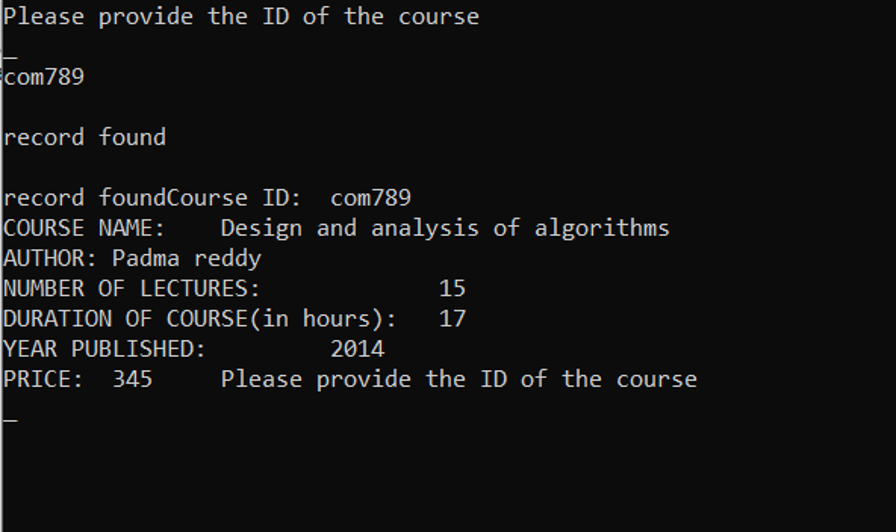 Please provide the ID of the course
_
com789
record found
record foundCourse ID: com789
COURSE NAME: Design and analysis of algorithms
AUTHOR: Padma reddy
NUMBER OF LECTURES: 15
DURATION OF COURSE(in hours): 17
YEAR PUBLISHED: 2014
PRICE: 345 Please provide the ID of the course
_